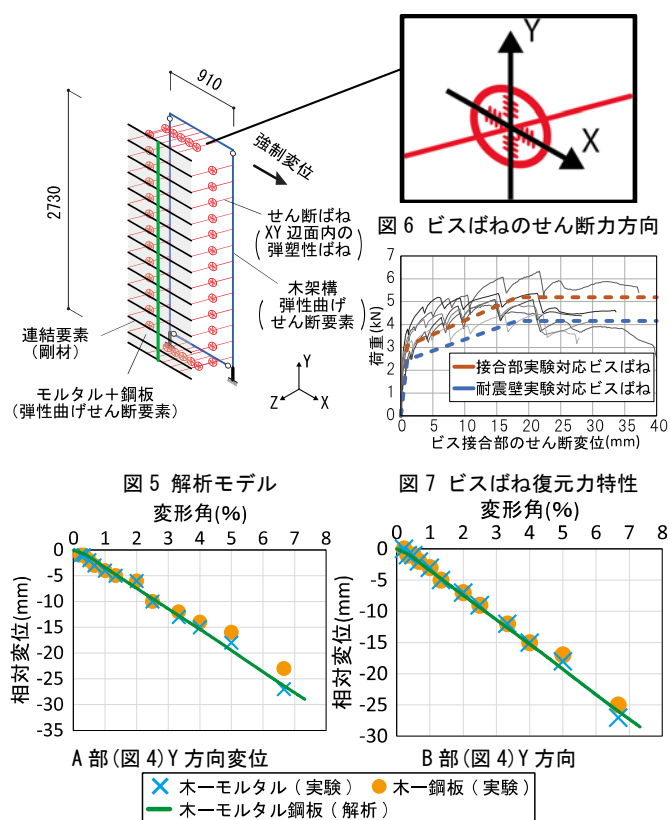 910
2730
強制変位
せん断ばね
(XY 辺面内の
弾塑性ばね)
木架構
(弾性曲げ
せん断要素)
連結要素
(剛材)
モルタル＋鋼板
(弾性曲げせん断要素)
Y
Z
X
図5 解析モデル
Y
X
図6 ビスばねのせん断力方向
荷重(kN)
7
6
5
4
3
2
1
0
接合部実験対応ビスばね
耐震壁実験対応ビスばね
0 5 10 15 20 25 30 35 40
ビス接合部のせん断変位(mm)
図7 ビスばね復元力特性
変形角(%)
0 1 2 3 4 5 6 7 8
相対変位(mm)
0
-5
-10
-15
-20
-25
-30
-35
A部(図4)Y方向変位
変形角(%)
0 1 2 3 4 5 6 7 8
相対変位(mm)
0
-5
-10
-15
-20
-25
-30
B部(図4)Y方向
木ーモルタル(実験)
木ー鋼板(実験)
木ーモルタル鋼板(解析)